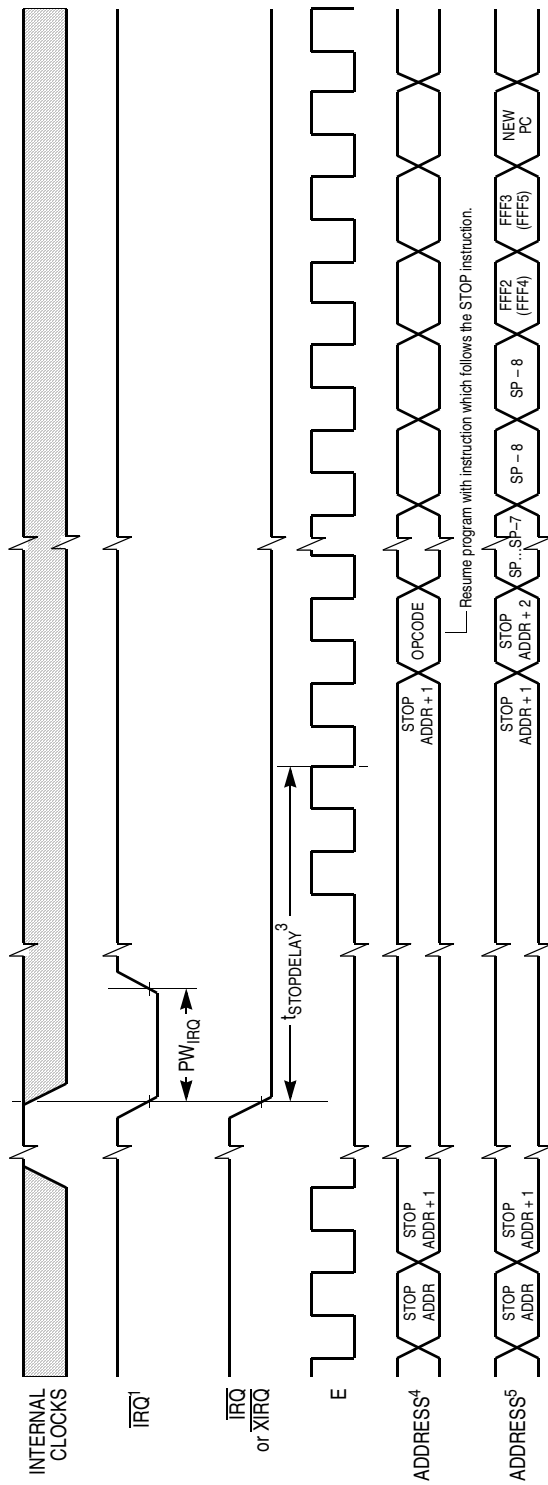 INTERNAL
CLOCKS
IRQ1
PWIRQ
IRQ
or XIRQ
tSTOPDELAY3
E
ADDRESS4
STOP
ADDR
STOP
ADDR + 1
STOP
ADDR + 1
OPCODE
Resume program with instruction which follows the STOP instruction.
ADDRESS5
STOP
ADDR
STOP
ADDR + 1
STOP
ADDR + 1
STOP
ADDR + 2
SP…SP–7
SP – 8
SP – 8
FFF2
(FFF4)
FFF3
(FFF5)
NEW
PC